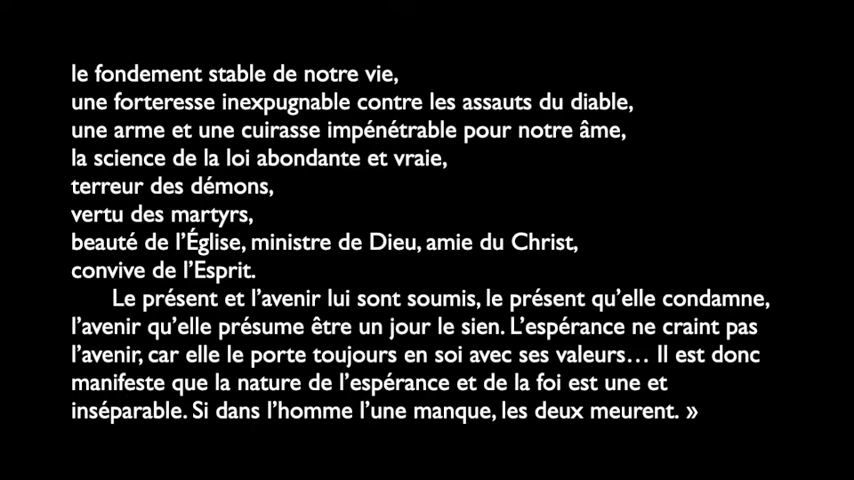 le fondement stable de notre vie,
une forteresse inexpugnable contre les assauts du diable,
une arme et une cuirasse impénétrable pour notre âme,
la science de la loi abondante et vraie,
terreur des démons,
vertu des martyrs,
beauté de l’Église, ministre de Dieu, amie du Christ,
convive de l’Esprit.
Le présent et l’avenir lui sont soumis, le présent qu’elle condamne,
l’avenir qu’elle présume être un jour le sien. L’espérance ne craint pas
l’avenir, car elle le porte toujours en soi avec ses valeurs… Il est donc
manifeste que la nature de l’espérance et de la foi est une et
inséparable. Si dans l’homme l’une manque, les deux meurent. »